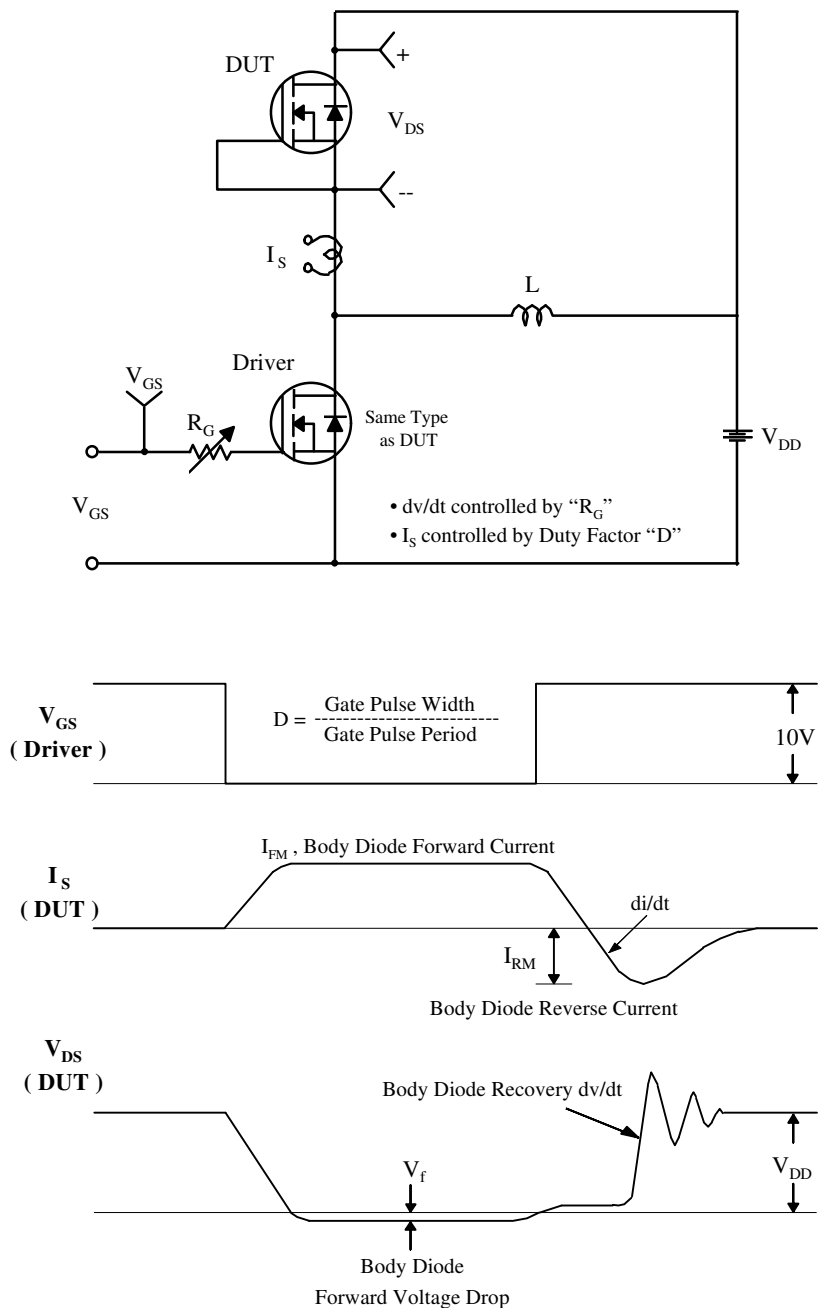 DUT
+
V_DS
--
I_S
L
Driver
V_GS
R_G
Same Type
as DUT
V_DD
V_GS
• dv/dt controlled by “R_G”
• I_S controlled by Duty Factor “D”
V_GS
( Driver )
D = Gate Pulse Width
--------------------------
Gate Pulse Period
10V
I_FM , Body Diode Forward Current
I_S
( DUT )
di/dt
I_RM
Body Diode Reverse Current
V_DS
( DUT )
Body Diode Recovery dv/dt
V_f
V_DD
Body Diode
Forward Voltage Drop